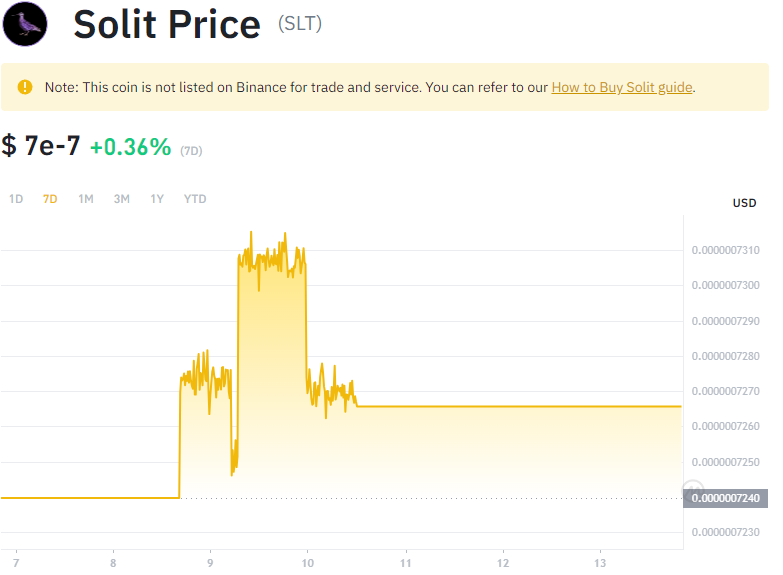 Solit Price (SLT)
Note: This coin is not listed on Binance for trade and service. You can refer to our How to Buy Solit guide.
$ 7e-7 +0.36% (7D)
1D 7D 1M 3M 1Y YTD
USD
0.0000007310
0.0000007300
0.0000007290
0.0000007280
0.0000007270
0.0000007260
0.0000007250
0.0000007240
0.0000007230
7 8 9 10 11 12 13